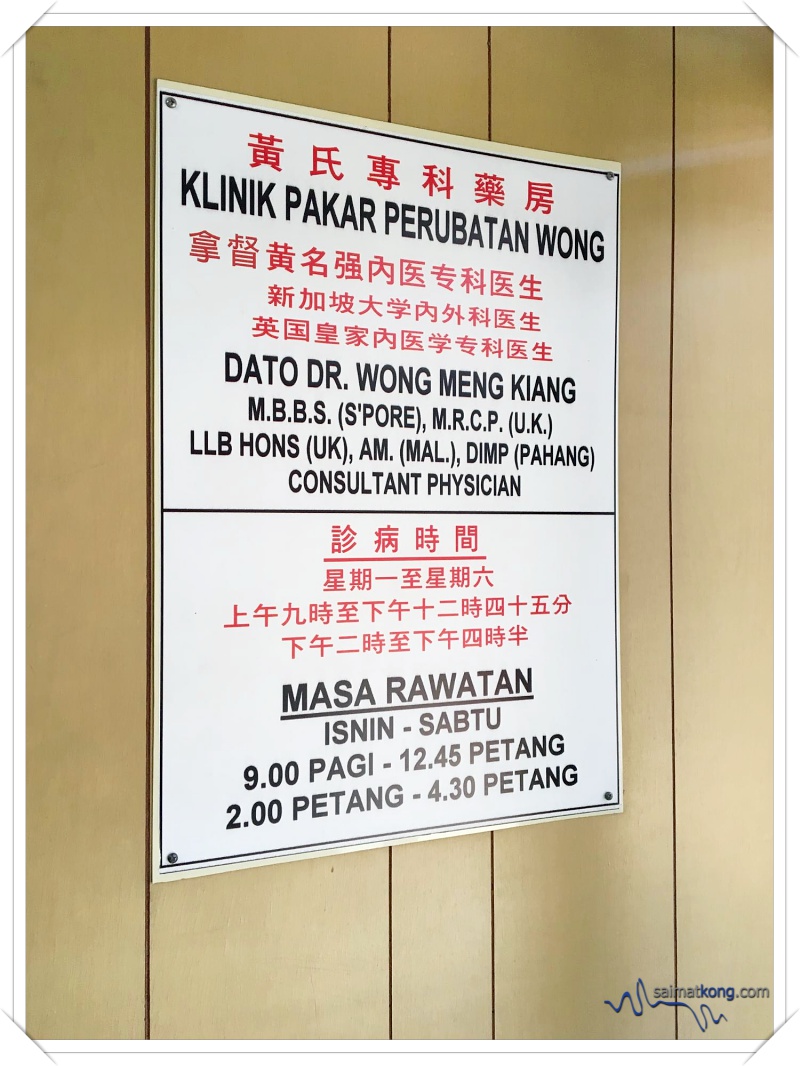 黃氏專科藥房
KLINIK PAKAR PERUBATAN WONG
拿督黄名强內医专科医生
新加坡大学內外科医生
英国皇家內医学专科医生
DATO DR. WONG MENG KIANG
M.B.B.S. (S'PORE), M.R.C.P. (U.K.)
LLB HONS (UK), AM. (MAL.), DIMP (PAHANG)
CONSULTANT PHYSICIAN
診病時間
星期一至星期六
上午九時至下午十二時四十五分
下午二時至下午四時半
MASA RAWATAN
ISNIN - SABTU
9.00 PAGI - 12.45 PETANG
2.00 PETANG - 4.30 PETANG
saimatkong.com